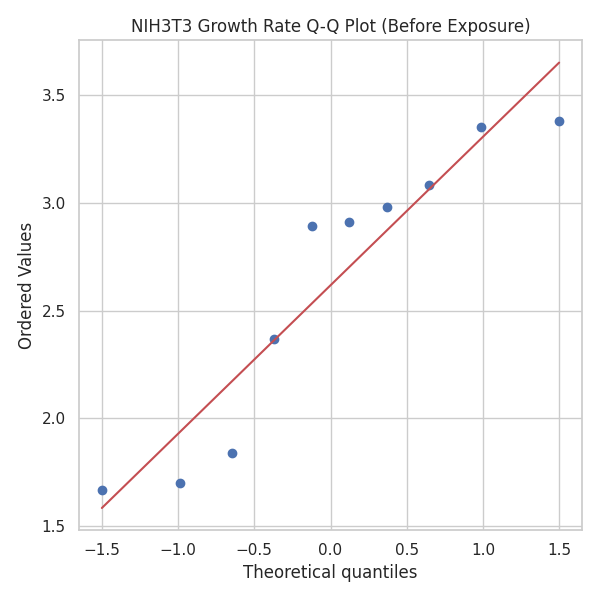 NIH3T3 Growth Rate Q-Q Plot (Before Exposure)
Ordered Values
3.5
3.0
2.5
2.0
1.5
−1.5 −1.0 −0.5 0.0 0.5 1.0 1.5
Theoretical quantiles